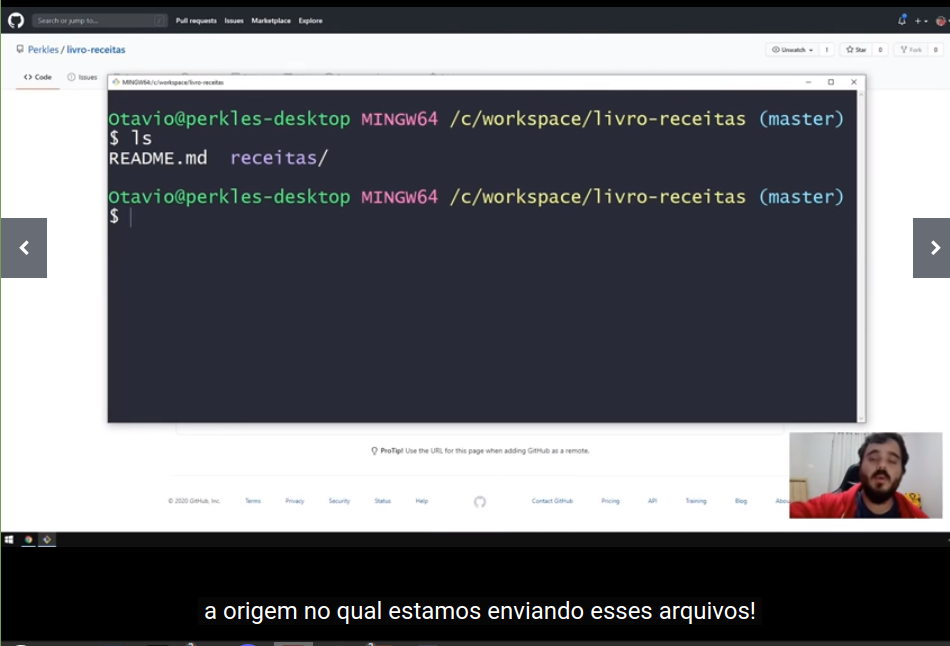 Search or jump to... /
Pull requests Issues Marketplace Explore
Perkles / livro-receitas
Unwatch 1 Star 0 Fork 0
Code Issues
MINGW64:/c/workspace/livro-receitas
Otavio@perkles-desktop MINGW64 /c/workspace/livro-receitas (master)
$ ls
README.md receitas/
Otavio@perkles-desktop MINGW64 /c/workspace/livro-receitas (master)
$
ProTip! Use the URL for this page when adding GitHub as a remote.
© 2020 GitHub, Inc. Terms Privacy Security Status Help Contact GitHub Pricing API Training Blog
a origem no qual estamos enviando esses arquivos!